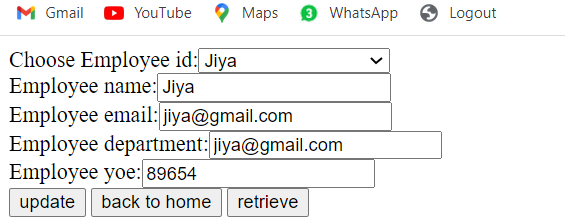 Gmail YouTube Maps 3 WhatsApp Logout
Choose Employee id: Jiya
Employee name: Jiya
Employee email: jiya@gmail.com
Employee department: jiya@gmail.com
Employee yoe: 89654
update back to home retrieve